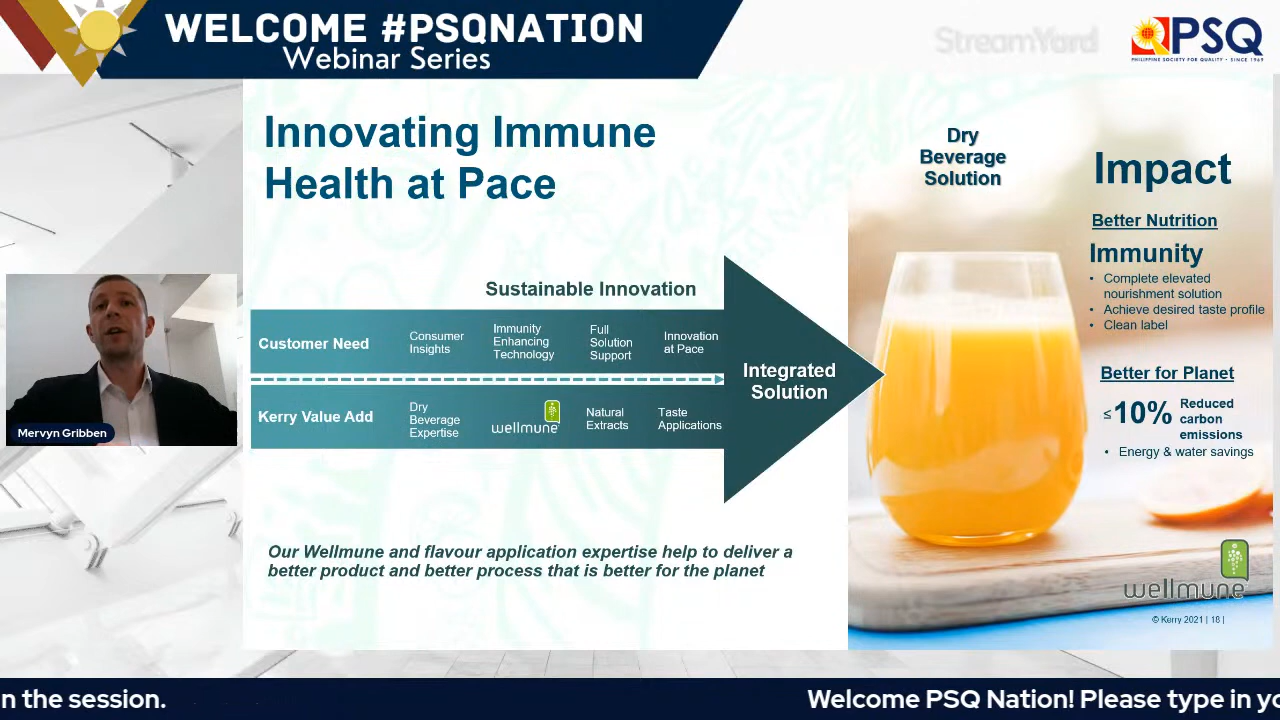 WELCOME #PSQNATION
Webinar Series
StreamYard
PSQ
PHILIPPINE SOCIETY FOR QUALITY • SINCE 1969
Innovating Immune
Health at Pace
Sustainable Innovation
Customer Need
Consumer
Insights
Immunity
Enhancing
Technology
Full
Solution
Support
Innovation
at Pace
Kerry Value Add
Dry
Beverage
Expertise
wellmune
Natural
Extracts
Taste
Applications
Integrated
Solution
Our Wellmune and flavour application expertise help to deliver a
better product and better process that is better for the planet
Dry
Beverage
Solution
Impact
Better Nutrition
Immunity
• Complete elevated
nourishment solution
• Achieve desired taste profile
• Clean label
Better for Planet
≤10% Reduced
carbon
emissions
• Energy & water savings
wellmune
© Kerry 2021 | 18 |
Mervyn Gribben
n the session.
Welcome PSQ Nation! Please type in yo